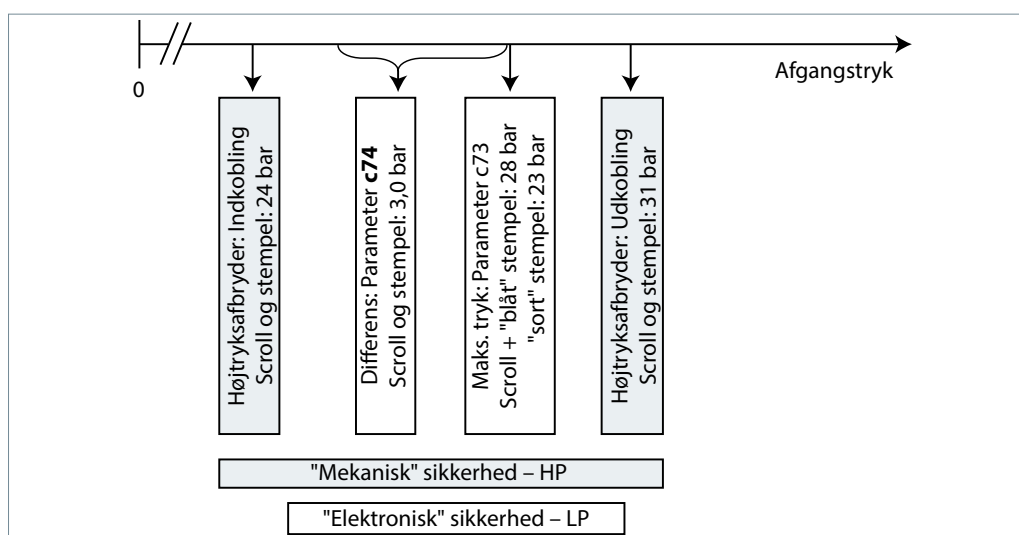 0
Afgangstryk
Højtryksafbryder: Indkobling
Scroll og stempel: 24 bar
Differens: Parameter c74
Scroll og stempel: 3,0 bar
Maks. tryk: Parameter c73
Scroll + "blåt" stempel: 28 bar
"sort" stempel: 23 bar
Højtryksafbryder: Udkobling
Scroll og stempel: 31 bar
"Mekanisk" sikkerhed – HP
"Elektronisk" sikkerhed – LP